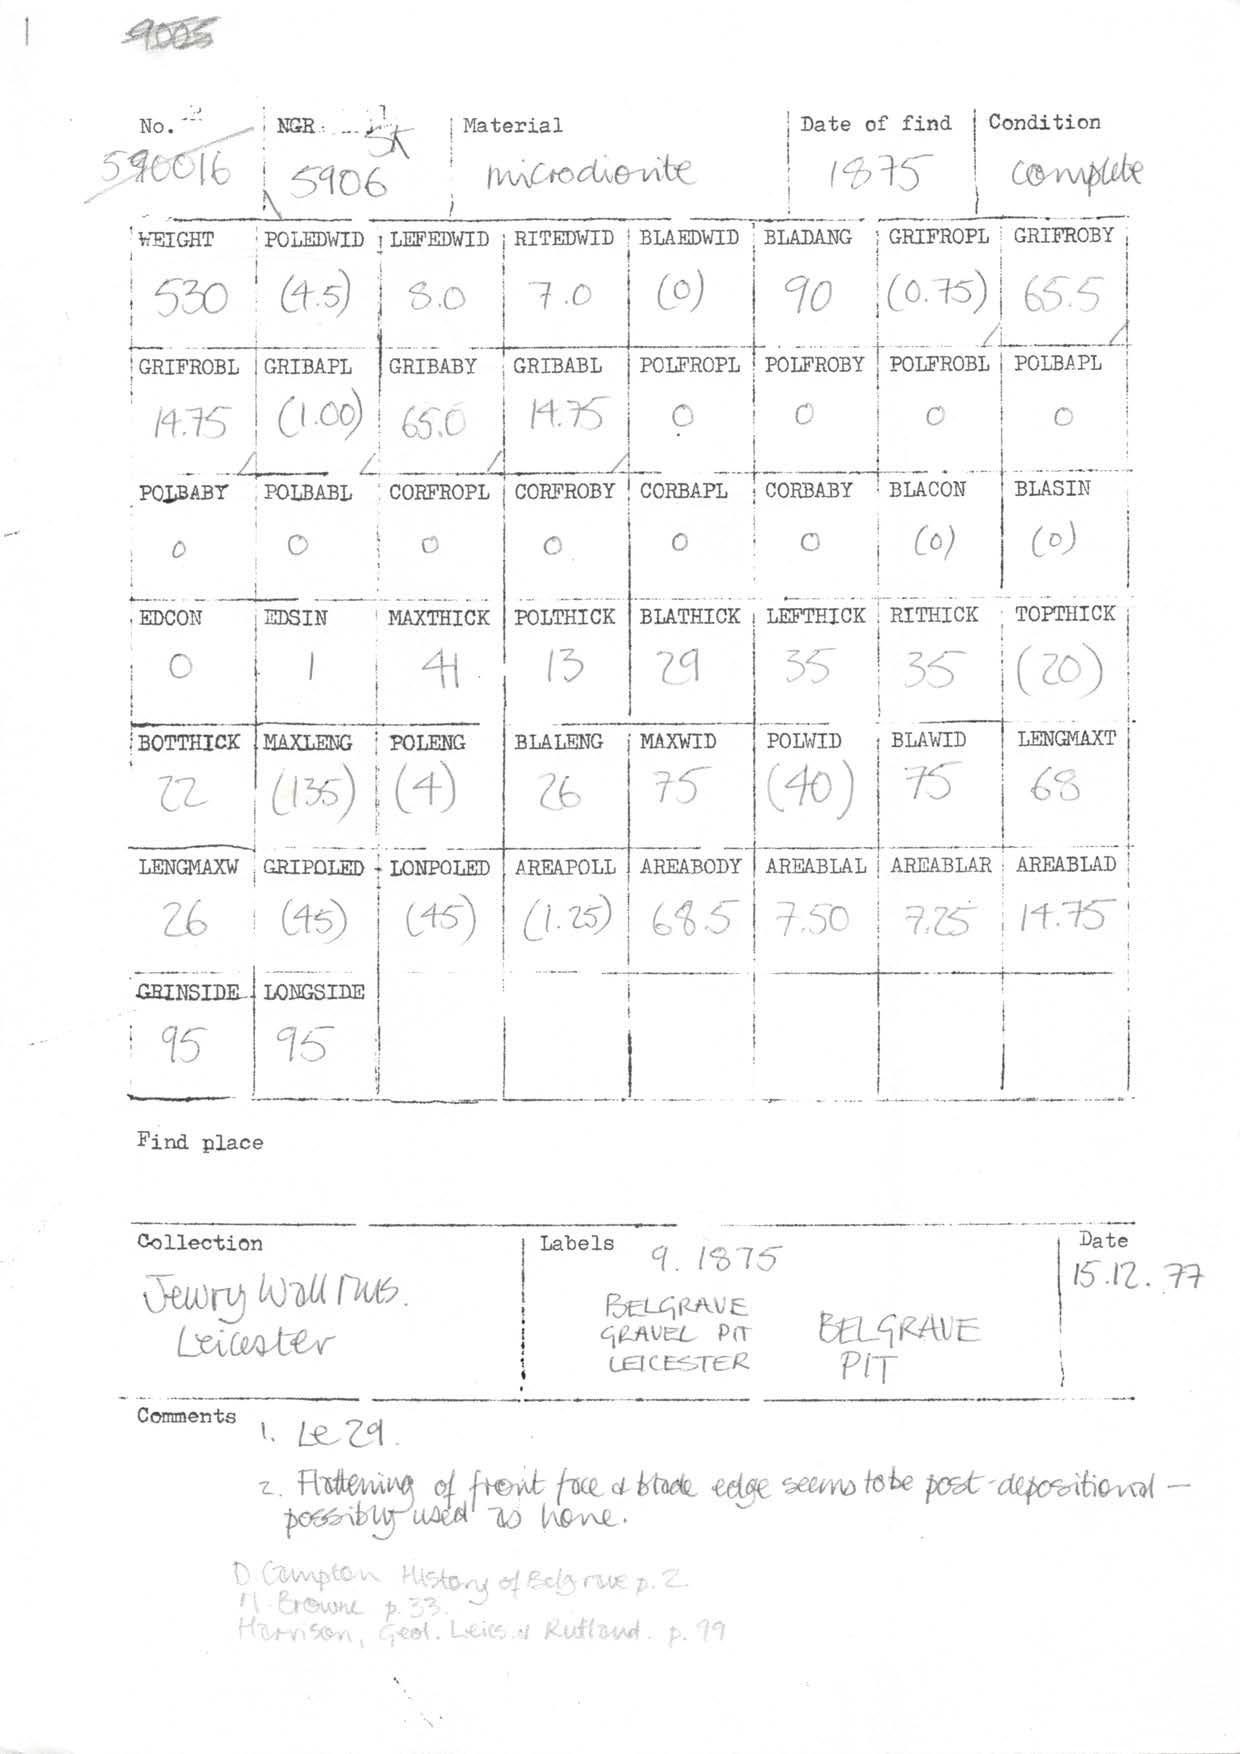 1 9005
No. NGR Material Date of find Condition
590016 SK 5906 microdiorite 1875 complete
WEIGHT POLEDWID LEFEDWID RITEDWID BLAEDWID BLADANG GRIFROPL GRIFROBY
530 (4.5) 8.0 7.0 (0) 90 (0.75) 65.5
GRIFROBL GRIBAPL GRIBABY GRIBABL POLFROPL POLFROBY POLFROBL POLBAPL
14.75 (1.00) 65.0 14.75 0 0 0 0
POLBABY POLBABL CORFROPL CORFROBY CORBAPL CORBABY BLACON BLASIN
0 0 0 0 0 0 (0) (0)
EDCON EDSIN MAXTHICK POLTHICK BLATHICK LEFTHICK RITHICK TOPTHICK
0 1 41 13 29 35 35 (20)
BOTTHICK MAXLENG POLENG BLALENG MAXWID POLWID BLAWID LENGMAXT
22 (135) (4) 26 75 (40) 75 68
LENGMAXW GRIPOLED LONPOLED AREAPOLL AREABODY AREABLAL AREABLAR AREABLAD
26 (45) (45) (1.25) 68.5 7.50 7.25 14.75
GRINSIDE LONGSIDE
95 95
Find place
Collection Labels Date
9. 1875 15.12.77
Jewry Wall Mus. BELGRAVE BELGRAVE
Leicester GRAVEL PIT PIT
LEICESTER
Comments 1. Le 29.
2. Flattening of front face & blade edge seems to be post-depositional —
possibly used as hone.
D. Campton History of Belgrave p. 2.
M. Browne p. 33.
Harrison, Geol. Leics. & Rutland. p. 99